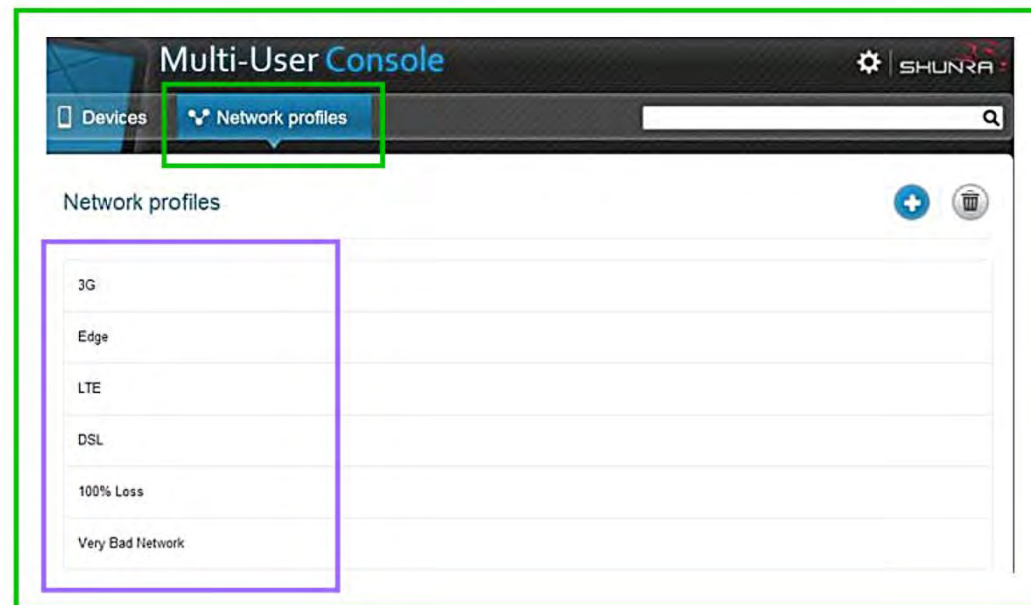 Multi-User Console
SHUNRA
Devices
Network profiles
Network profiles
3G
Edge
LTE
DSL
100% Loss
Very Bad Network